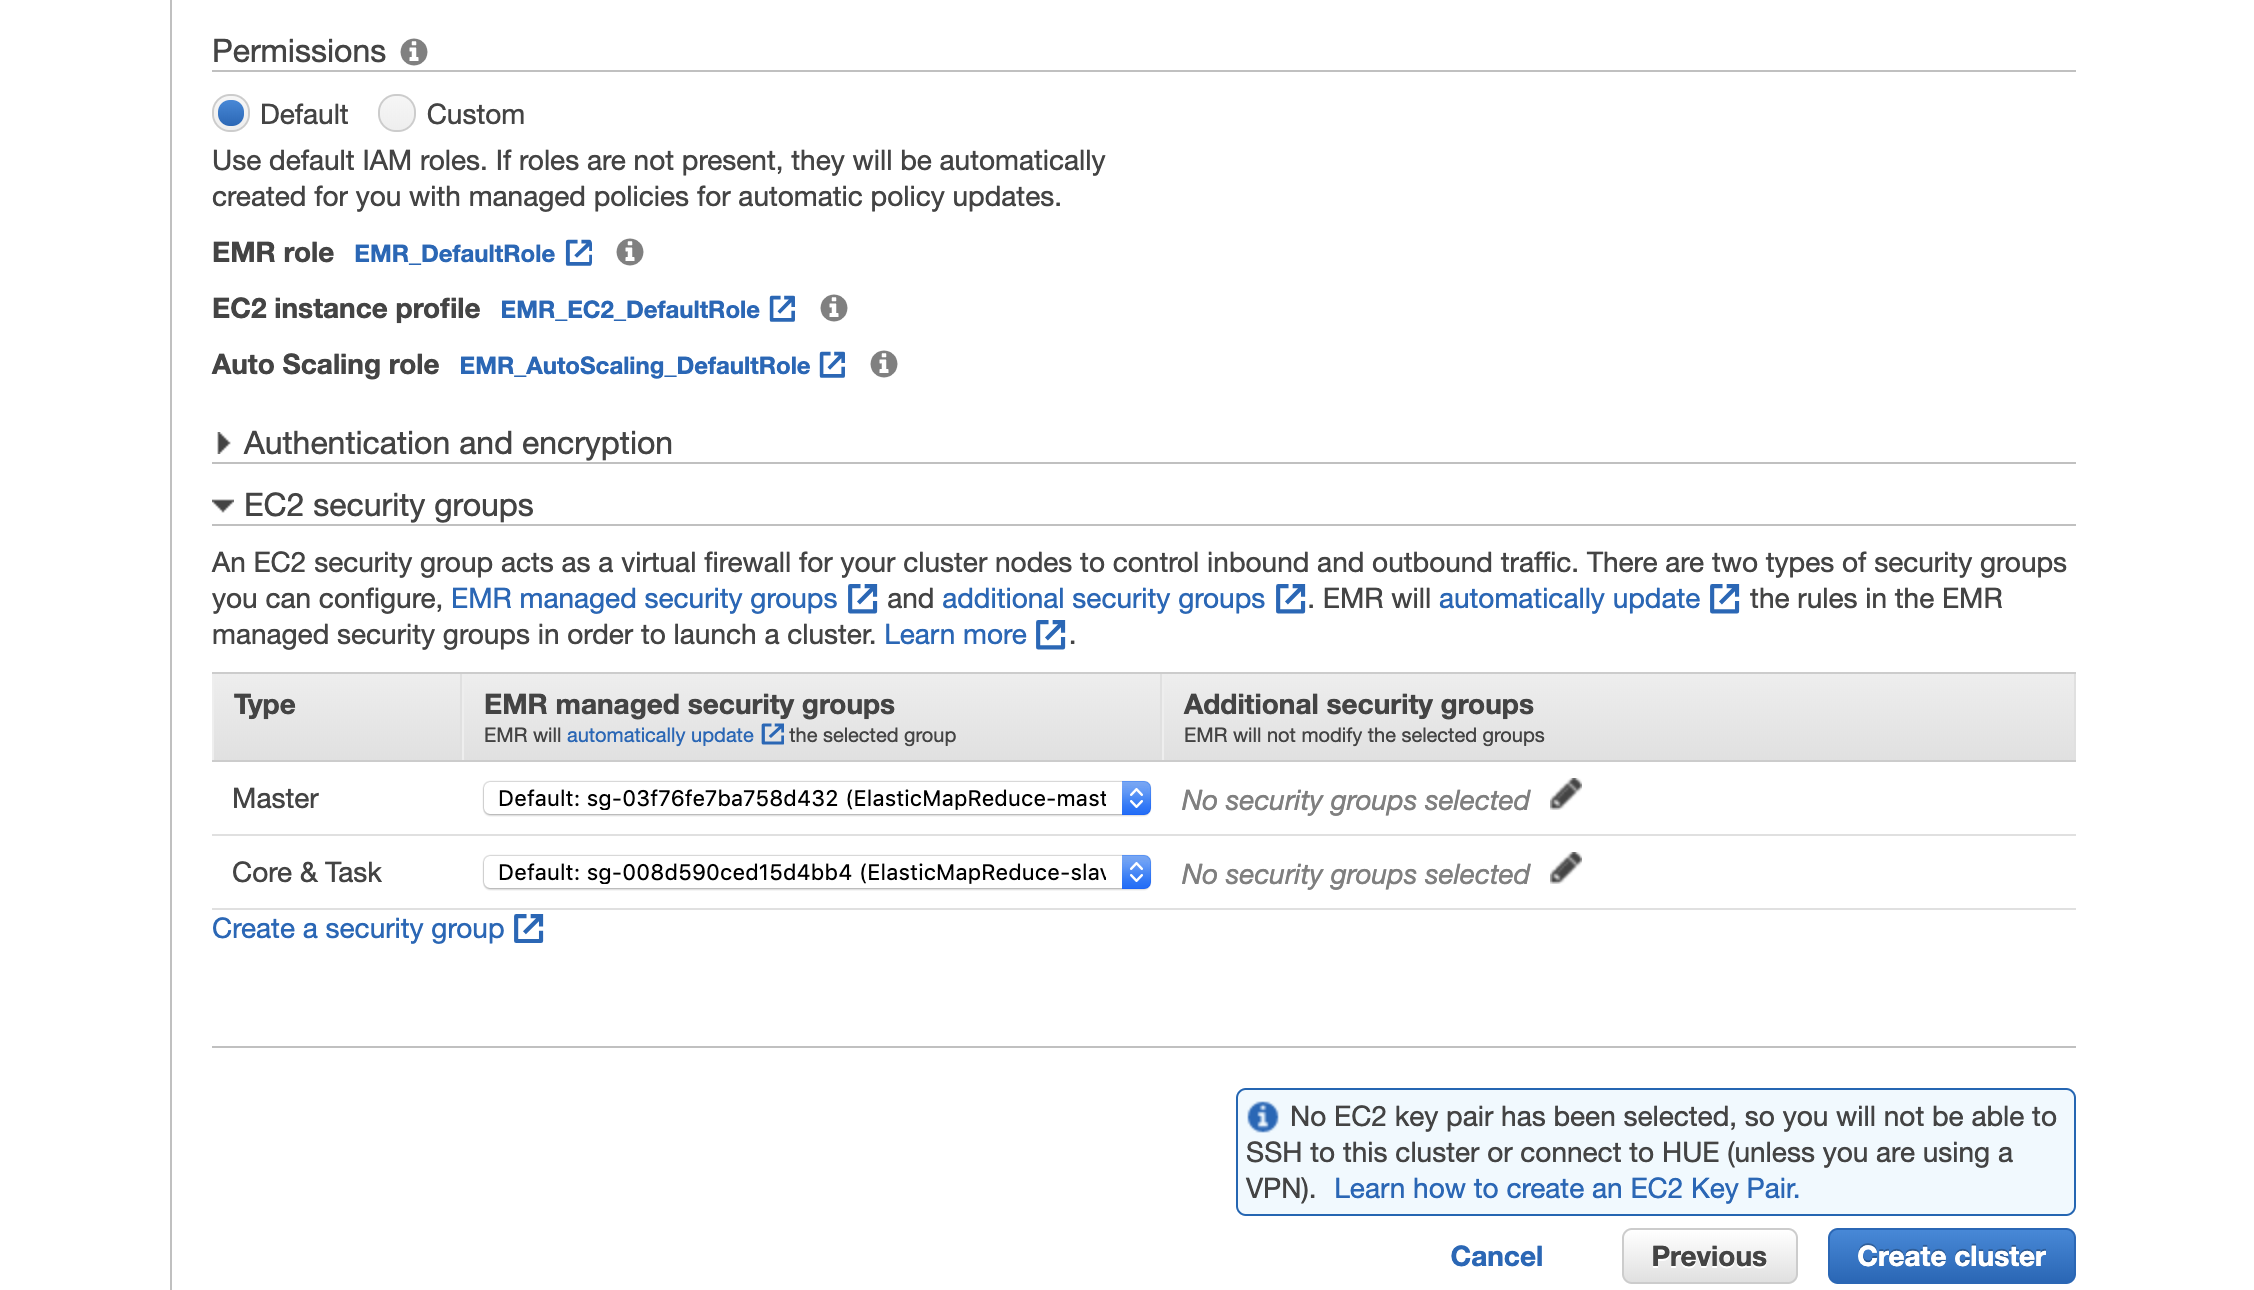 Permissions
Default Custom
Use default IAM roles. If roles are not present, they will be automatically
created for you with managed policies for automatic policy updates.
EMR role EMR_DefaultRole
EC2 instance profile EMR_EC2_DefaultRole
Auto Scaling role EMR_AutoScaling_DefaultRole
Authentication and encryption
EC2 security groups
An EC2 security group acts as a virtual firewall for your cluster nodes to control inbound and outbound traffic. There are two types of security groups
you can configure, EMR managed security groups and additional security groups. EMR will automatically update the rules in the EMR
managed security groups in order to launch a cluster. Learn more.
Type EMR managed security groups Additional security groups
EMR will automatically update the selected group EMR will not modify the selected groups
Master Default: sg-03f76fe7ba758d432 (ElasticMapReduce-mast No security groups selected
Core & Task Default: sg-008d590ced15d4bb4 (ElasticMapReduce-slav No security groups selected
Create a security group
No EC2 key pair has been selected, so you will not be able to
SSH to this cluster or connect to HUE (unless you are using a
VPN). Learn how to create an EC2 Key Pair.
Cancel Previous Create cluster